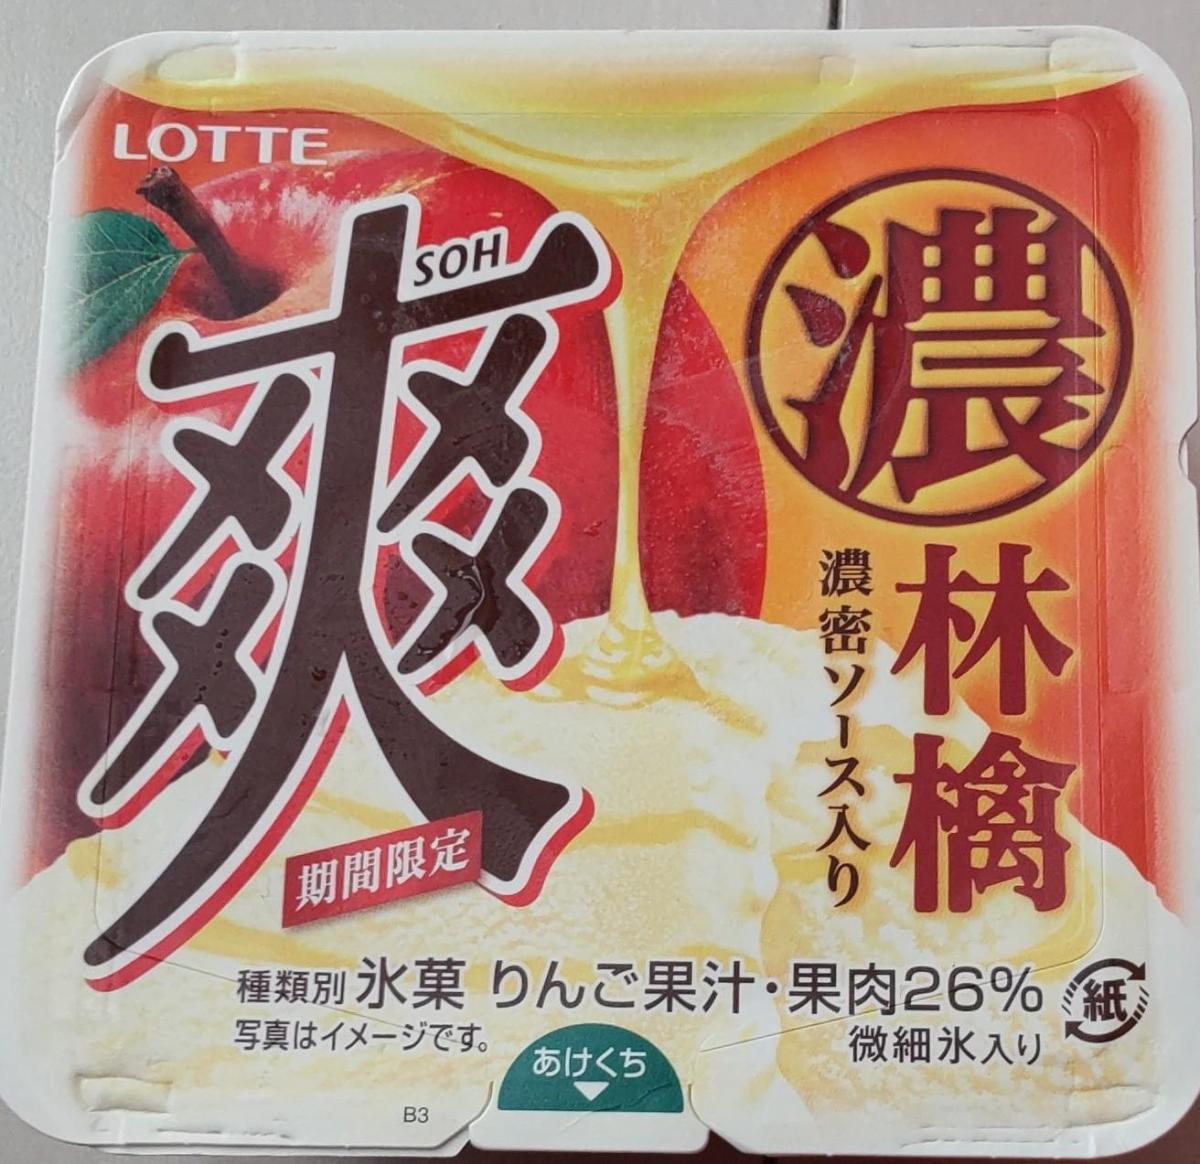 LOTTE
爽
SOH
濃
林檎
濃密ソース入り
期間限定
種類別 氷菓 りんご果汁・果肉26%
写真はイメージです。
微細氷入り
紙
あけくち
B3